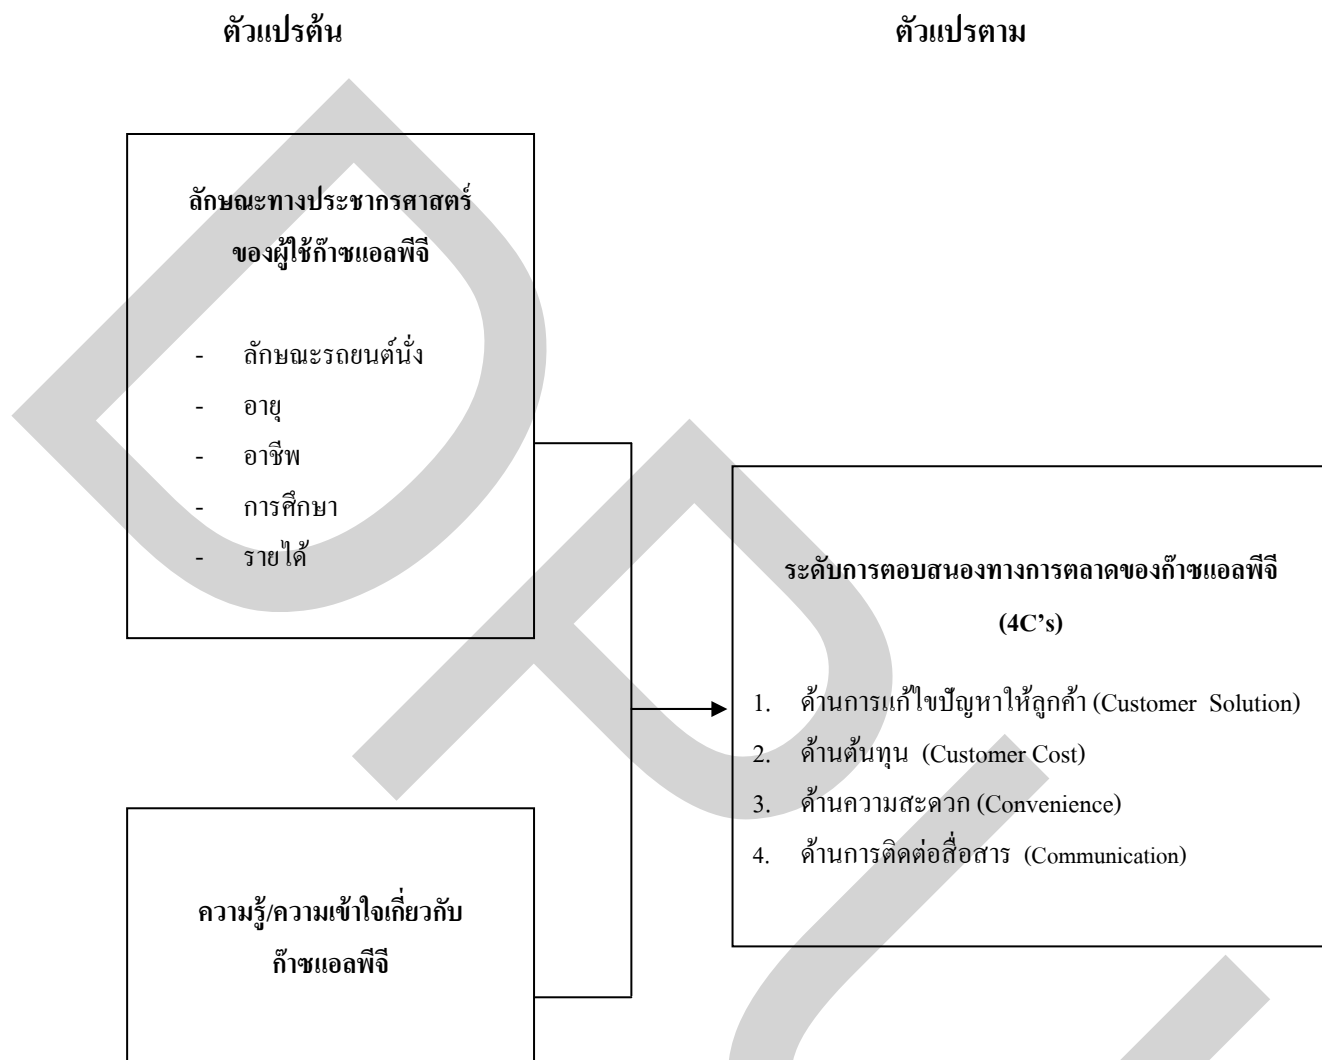 ตัวแปรต้น
ตัวแปรตาม
ลักษณะทางประชากรศาสตร์
ของผู้ใช้ก๊าซแอลพีจี
- ลักษณะรถยนต์นั่ง
- อายุ
- อาชีพ
- การศึกษา
- รายได้
ความรู้/ความเข้าใจเกี่ยวกับ
ก๊าซแอลพีจี
ระดับการตอบสนองทางการตลาดของก๊าซแอลพีจี
(4C’s)
1. ด้านการแก้ไขปัญหาให้ลูกค้า (Customer Solution)
2. ด้านต้นทุน (Customer Cost)
3. ด้านความสะดวก (Convenience)
4. ด้านการติดต่อสื่อสาร (Communication)
DPU